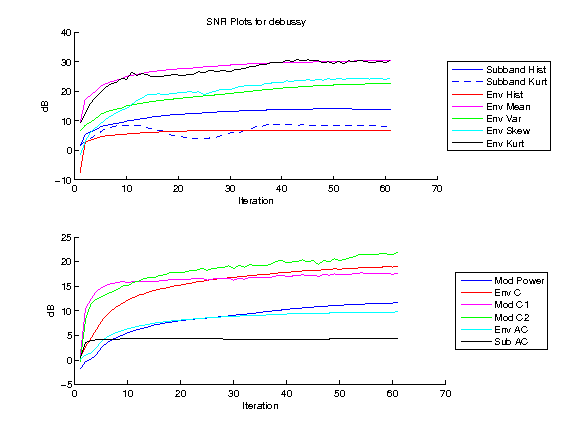 SNR Plots for debussy
40
30
20
10
0
−10
dB
0 10 20 30 40 50 60 70
Iteration
Subband Hist
Subband Kurt
Env Hist
Env Mean
Env Var
Env Skew
Env Kurt
25
20
15
10
5
0
−5
dB
0 10 20 30 40 50 60 70
Iteration
Mod Power
Env C
Mod C1
Mod C2
Env AC
Sub AC